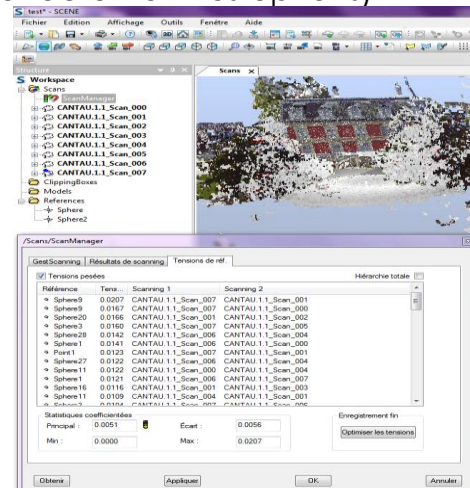 test* - SCENE
Fichier Edition Affichage Outils Fenêtre Aide
Structure
Scans
Workspace
Scans
ScanManager
CANTAU.1.1_Scan_000
CANTAU.1.1_Scan_001
CANTAU.1.1_Scan_002
CANTAU.1.1_Scan_003
CANTAU.1.1_Scan_004
CANTAU.1.1_Scan_005
CANTAU.1.1_Scan_006
CANTAU.1.1_Scan_007
ClippingBoxes
Models
References
Sphere
Sphere2
/Scans/ScanManager
GestScanning Résultats de scanning Tensions de réf.
Tensions pesées Hiérarchie totale
Référence Tens... Scanning 1 Scanning 2
Sphere9 0.0207 CANTAU.1.1_Scan_007 CANTAU.1.1_Scan_001
Sphere9 0.0167 CANTAU.1.1_Scan_007 CANTAU.1.1_Scan_000
Sphere20 0.0166 CANTAU.1.1_Scan_001 CANTAU.1.1_Scan_002
Sphere3 0.0160 CANTAU.1.1_Scan_007 CANTAU.1.1_Scan_005
Sphere28 0.0142 CANTAU.1.1_Scan_006 CANTAU.1.1_Scan_004
Sphere1 0.0141 CANTAU.1.1_Scan_006 CANTAU.1.1_Scan_000
Point1 0.0123 CANTAU.1.1_Scan_007 CANTAU.1.1_Scan_001
Sphere27 0.0122 CANTAU.1.1_Scan_006 CANTAU.1.1_Scan_004
Sphere11 0.0122 CANTAU.1.1_Scan_004 CANTAU.1.1_Scan_000
Sphere1 0.0121 CANTAU.1.1_Scan_006 CANTAU.1.1_Scan_007
Sphere16 0.0116 CANTAU.1.1_Scan_003 CANTAU.1.1_Scan_001
Sphere11 0.0109 CANTAU.1.1_Scan_004 CANTAU.1.1_Scan_001
Statistiques coefficientées Enregistrement fin
Principal : 0.0051 Écart : 0.0056
Optimiser les tensions
Min : 0.0000 Max : 0.0207
Obtenir Appliquer OK Annuler